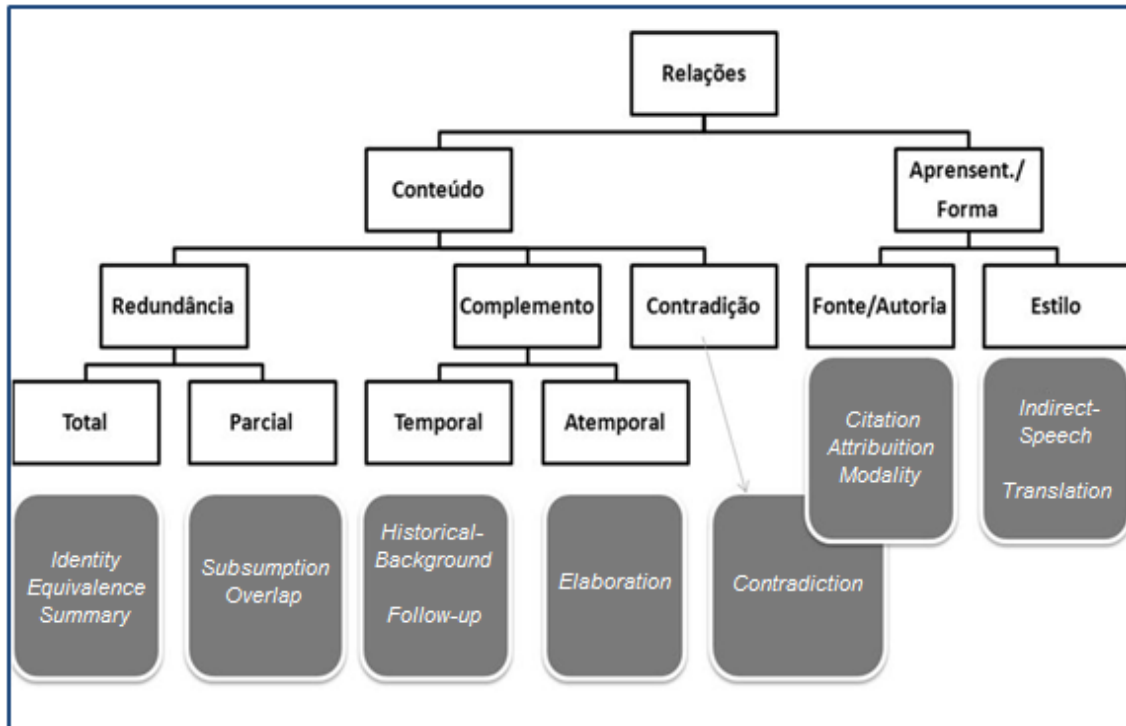 Relações
Conteúdo
Aprensent./
Forma
Redundância
Complemento
Contradição
Fonte/Autoria
Estilo
Total
Parcial
Temporal
Atemporal
Citation
Attribuition
Modality
Indirect-
Speech
Translation
Identity
Equivalence
Summary
Subsumption
Overlap
Historical-
Background
Follow-up
Elaboration
Contradiction